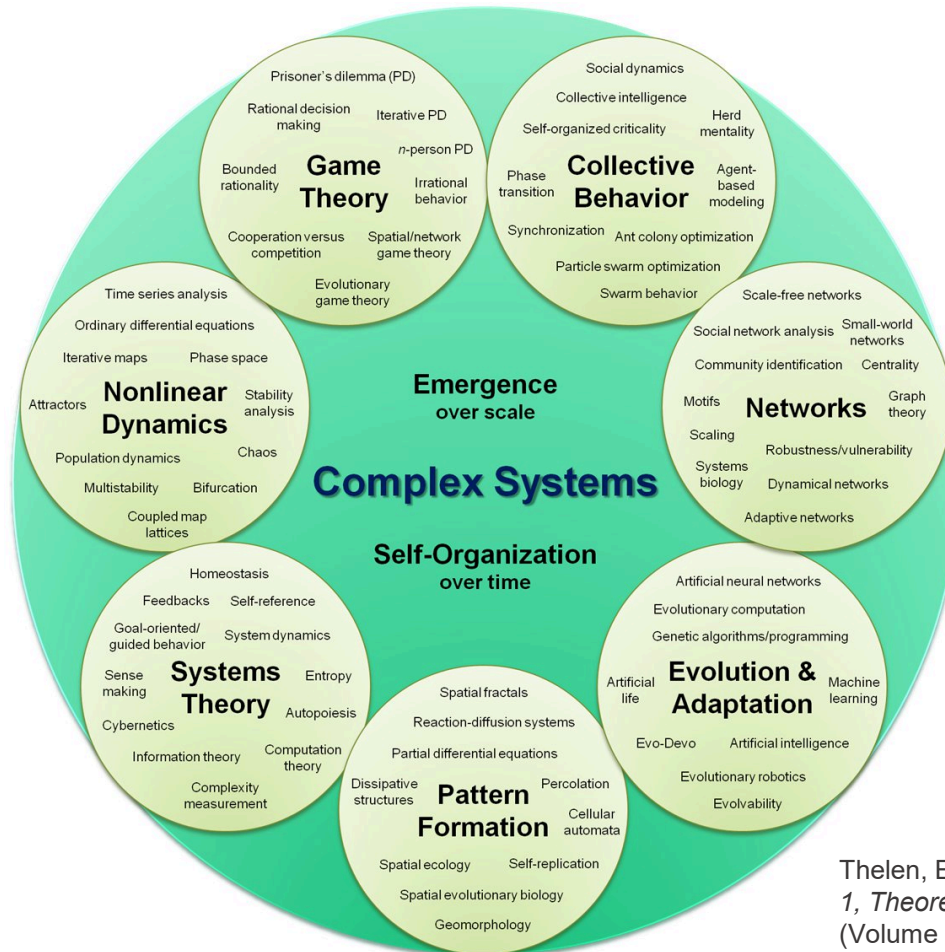 Prisoner's dilemma (PD)
Rational decision
making
Iterative PD
n-person PD
Bounded
rationality
Game
Theory
Irrational
behavior
Cooperation versus
competition
Spatial/network
game theory
Evolutionary
game theory
Social dynamics
Collective intelligence
Herd
mentality
Self-organized criticality
Phase
transition
Collective
Behavior
Agent-
based
modeling
Synchronization
Ant colony optimization
Particle swarm optimization
Swarm behavior
Time series analysis
Ordinary differential equations
Iterative maps
Phase space
Attractors
Nonlinear
Dynamics
Stability
analysis
Chaos
Population dynamics
Multistability
Bifurcation
Coupled map
lattices
Emergence
over scale
Complex Systems
Self-Organization
over time
Scale-free networks
Social network analysis
Small-world
networks
Community identification
Centrality
Motifs
Networks
Graph
theory
Scaling
Robustness/vulnerability
Systems
biology
Dynamical networks
Adaptive networks
Homeostasis
Feedbacks
Self-reference
Goal-oriented/
guided behavior
System dynamics
Sense
making
Systems
Theory
Entropy
Autopoiesis
Cybernetics
Information theory
Computation
theory
Complexity
measurement
Spatial fractals
Reaction-diffusion systems
Partial differential equations
Dissipative
structures
Pattern
Formation
Percolation
Cellular
automata
Spatial ecology
Self-replication
Spatial evolutionary biology
Geomorphology
Artificial neural networks
Evolutionary computation
Genetic algorithms/programming
Artificial
life
Evolution &
Adaptation
Machine
learning
Evo-Devo
Artificial intelligence
Evolutionary robotics
Evolvability
Thelen, E
1, Theore
(Volume